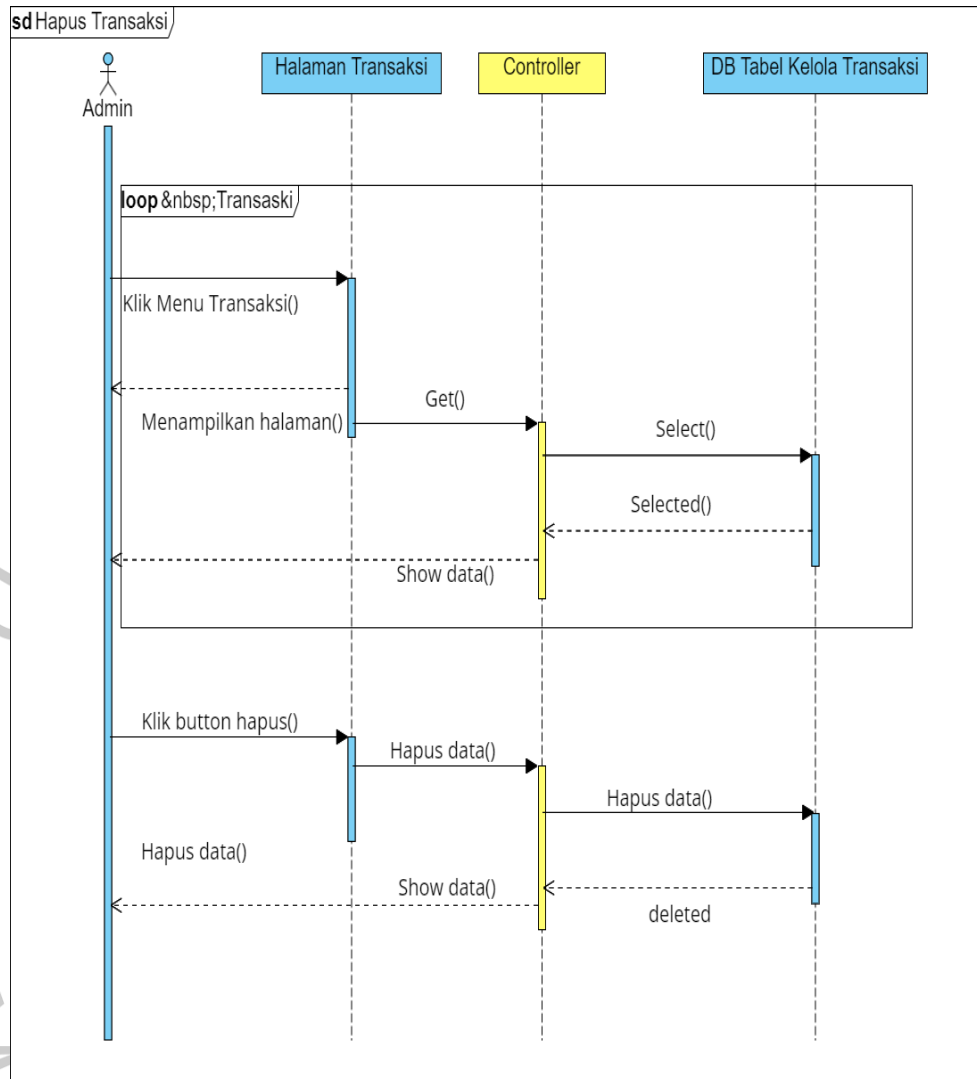 sd Hapus Transaksi
Admin
Halaman Transaksi
Controller
DB Tabel Kelola Transaksi
loop &nbsp;Transaski
Klik Menu Transaksi()
Menampilkan halaman()
Get()
Select()
Selected()
Show data()
Klik button hapus()
Hapus data()
Hapus data()
Hapus data()
Show data()
deleted